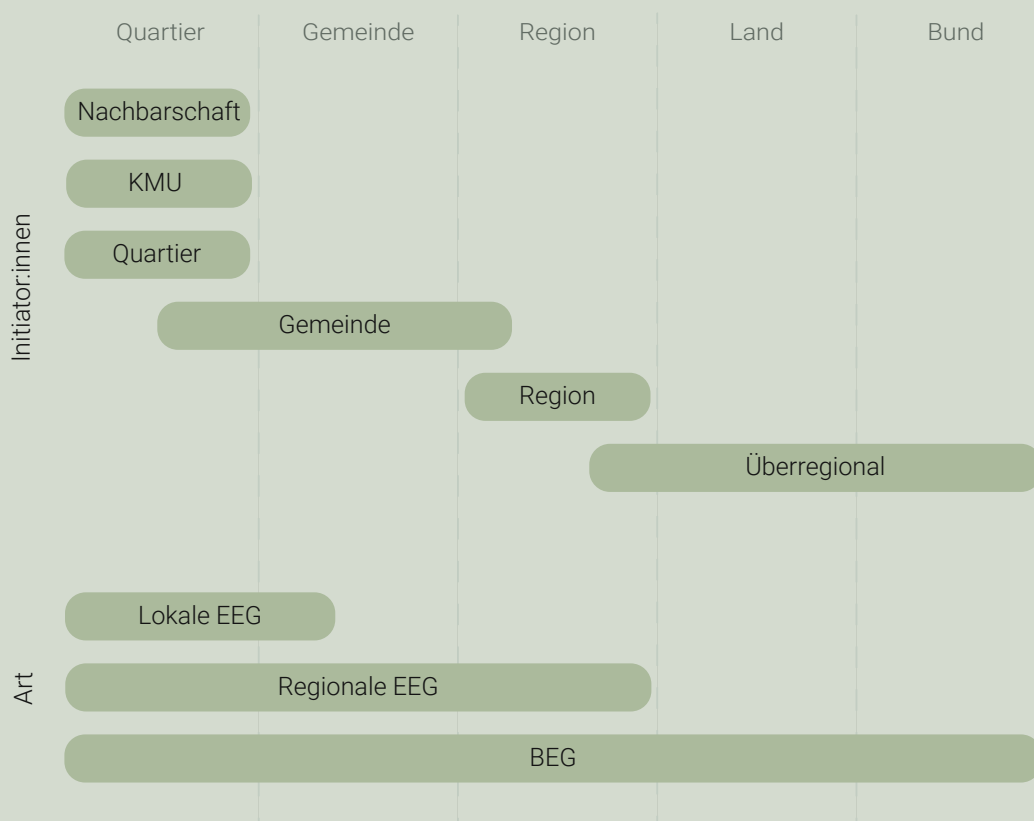 Quartier Gemeinde Region Land Bund
Initiator:innen
Nachbarschaft
KMU
Quartier
Gemeinde
Region
Überregional
Art
Lokale EEG
Regionale EEG
BEG